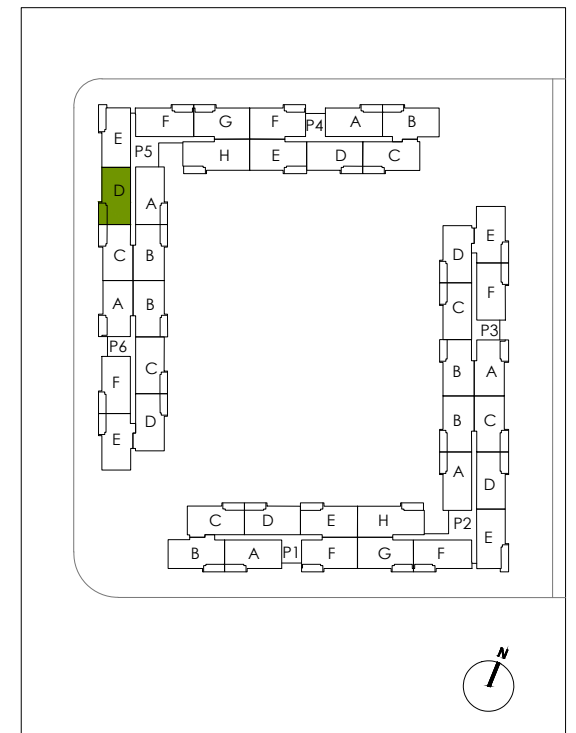 F G F P4 A B
E P5 H E D C
D A
C B
A B
P6 C
F D
E
E
D F
C P3
B A
B C
A D
P2 E
C D E H
B A P1 F G F
N